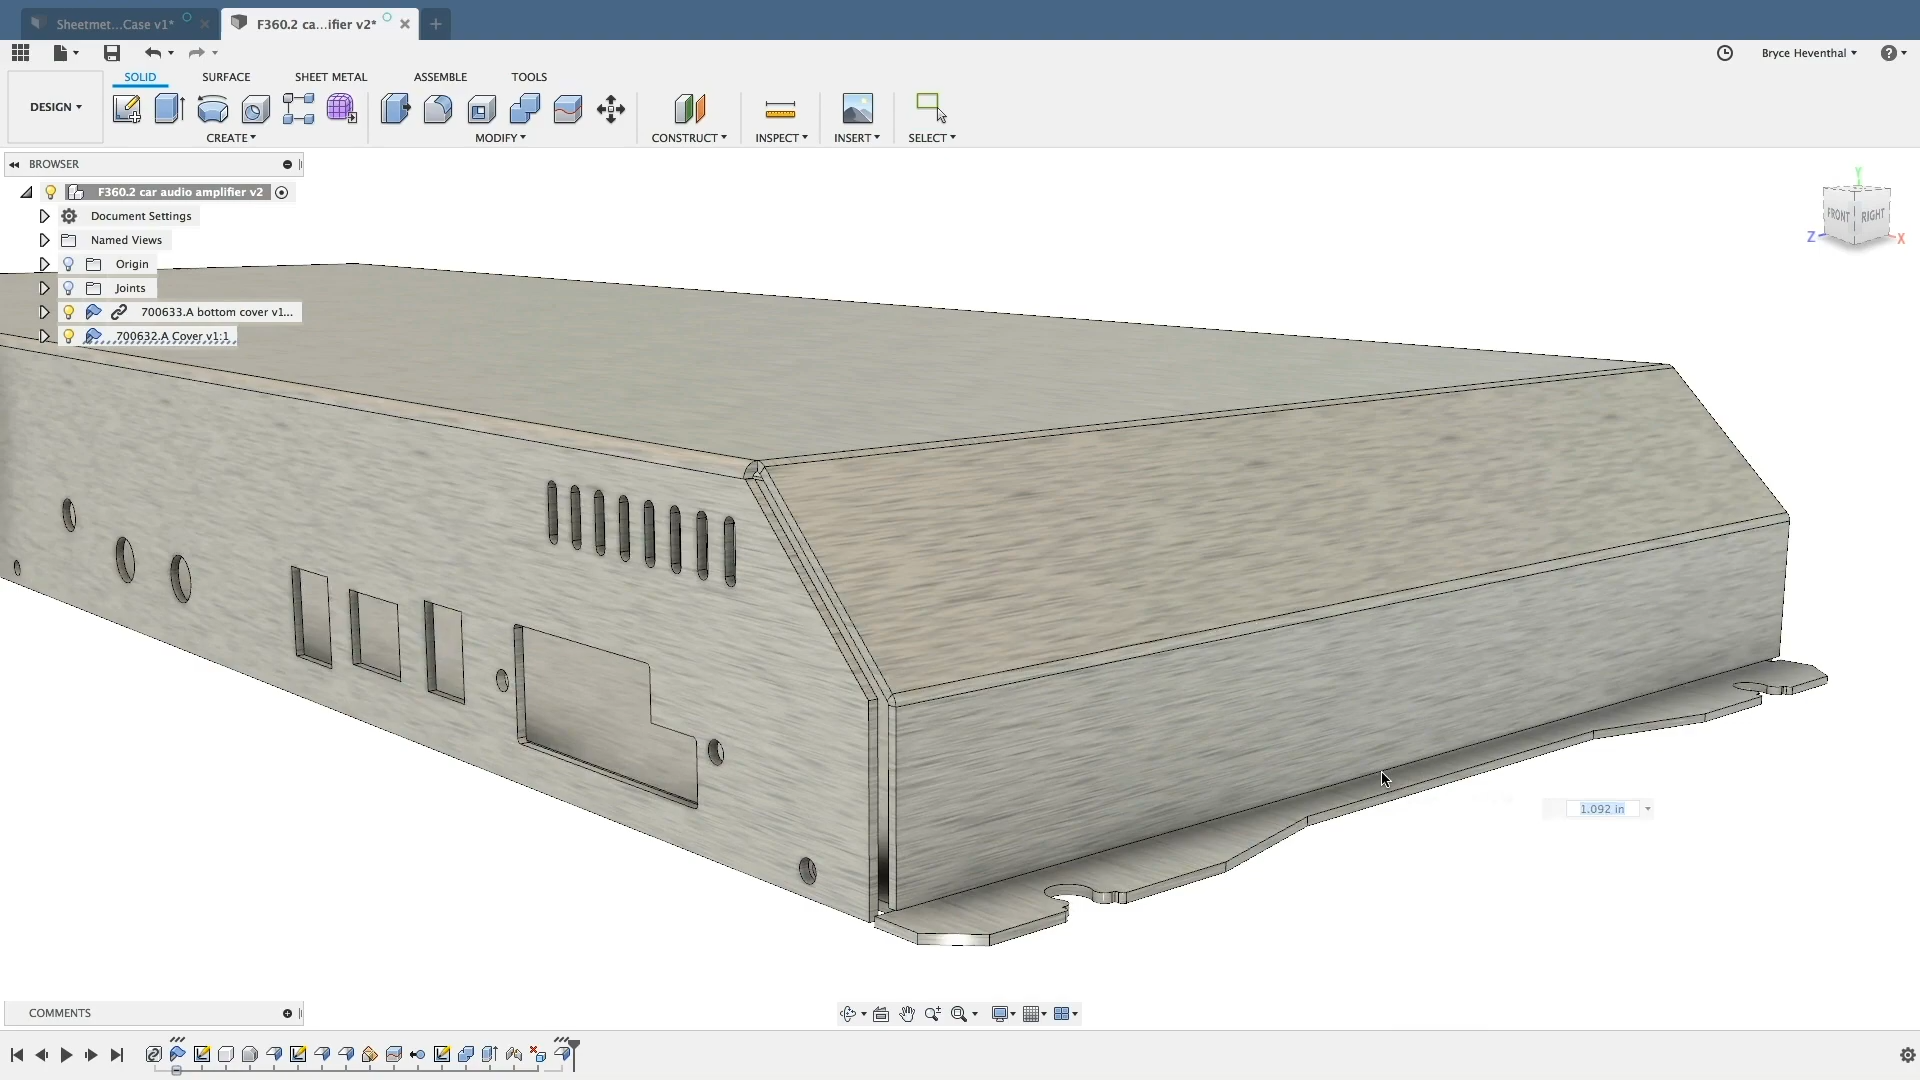 Sheetmet...Case v1*
F360.2 ca...ifier v2*
Bryce Heventhal
SOLID
SURFACE
SHEET METAL
ASSEMBLE
TOOLS
DESIGN
CREATE
MODIFY
CONSTRUCT
INSPECT
INSERT
SELECT
BROWSER
F360.2 car audio amplifier v2
Document Settings
Named Views
Origin
Joints
700633.A bottom cover v1...
700632.A Cover v1:1
Y
FRONT
RIGHT
Z
X
1.092 in
COMMENTS